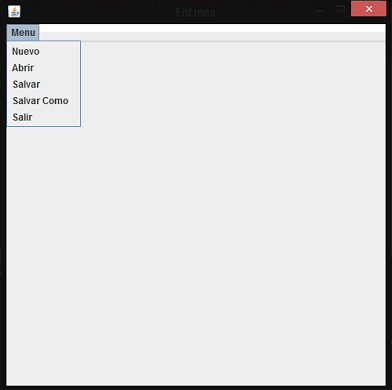 EnLinea
Menu
Nuevo
Abrir
Salvar
Salvar Como
Salir